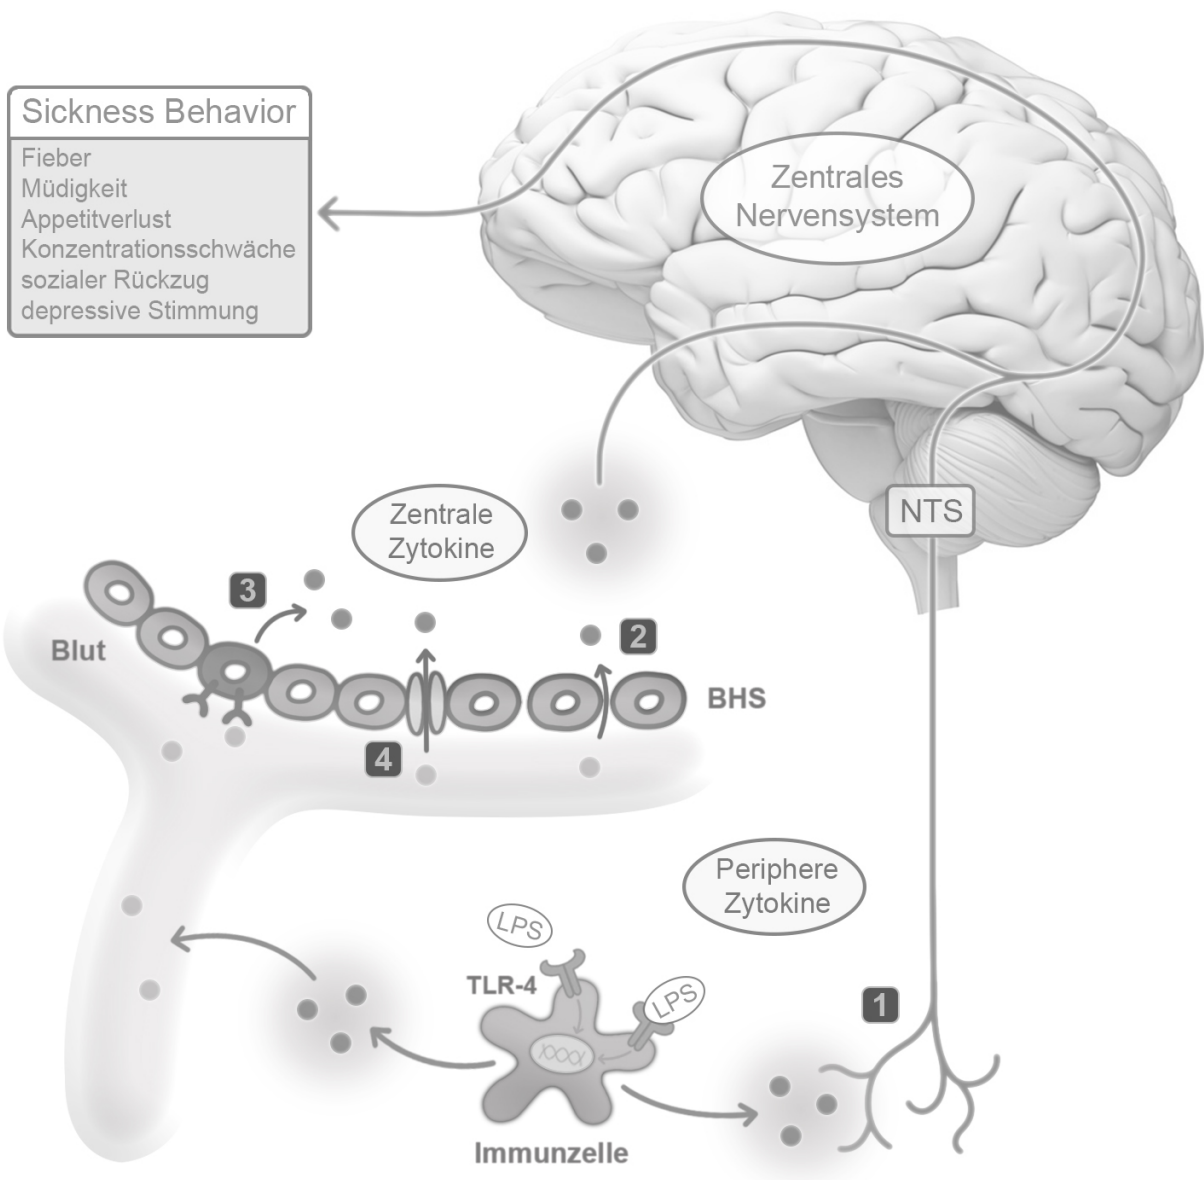 Sickness Behavior
Fieber
Müdigkeit
Appetitverlust
Konzentrationsschwäche
sozialer Rückzug
depressive Stimmung
Zentrales
Nervensystem
NTS
Zentrale
Zytokine
3
2
Blut
BHS
4
Periphere
Zytokine
LPS
TLR-4
LPS
1
Immunzelle